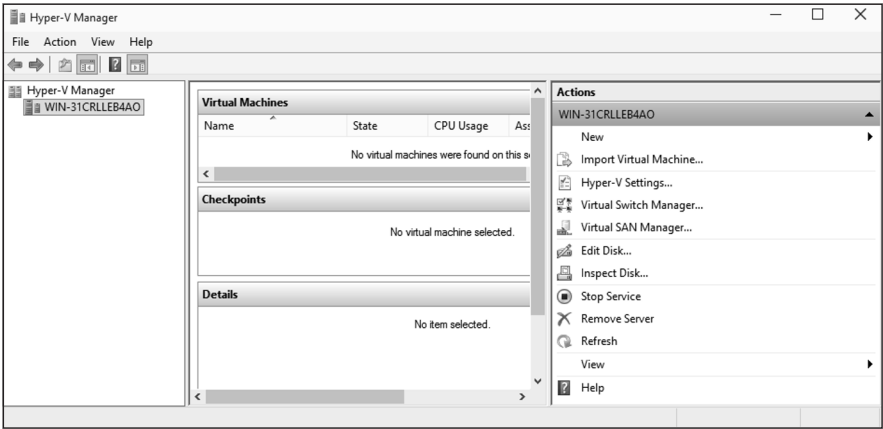 Hyper-V Manager
File Action View Help
Hyper-V Manager
WIN-31CRLLEB4AO
Virtual Machines
Name State CPU Usage Ass
No virtual machines were found on this se
Checkpoints
No virtual machine selected.
Details
No item selected.
Actions
WIN-31CRLLEB4AO
New
Import Virtual Machine...
Hyper-V Settings...
Virtual Switch Manager...
Virtual SAN Manager...
Edit Disk...
Inspect Disk...
Stop Service
Remove Server
Refresh
View
Help